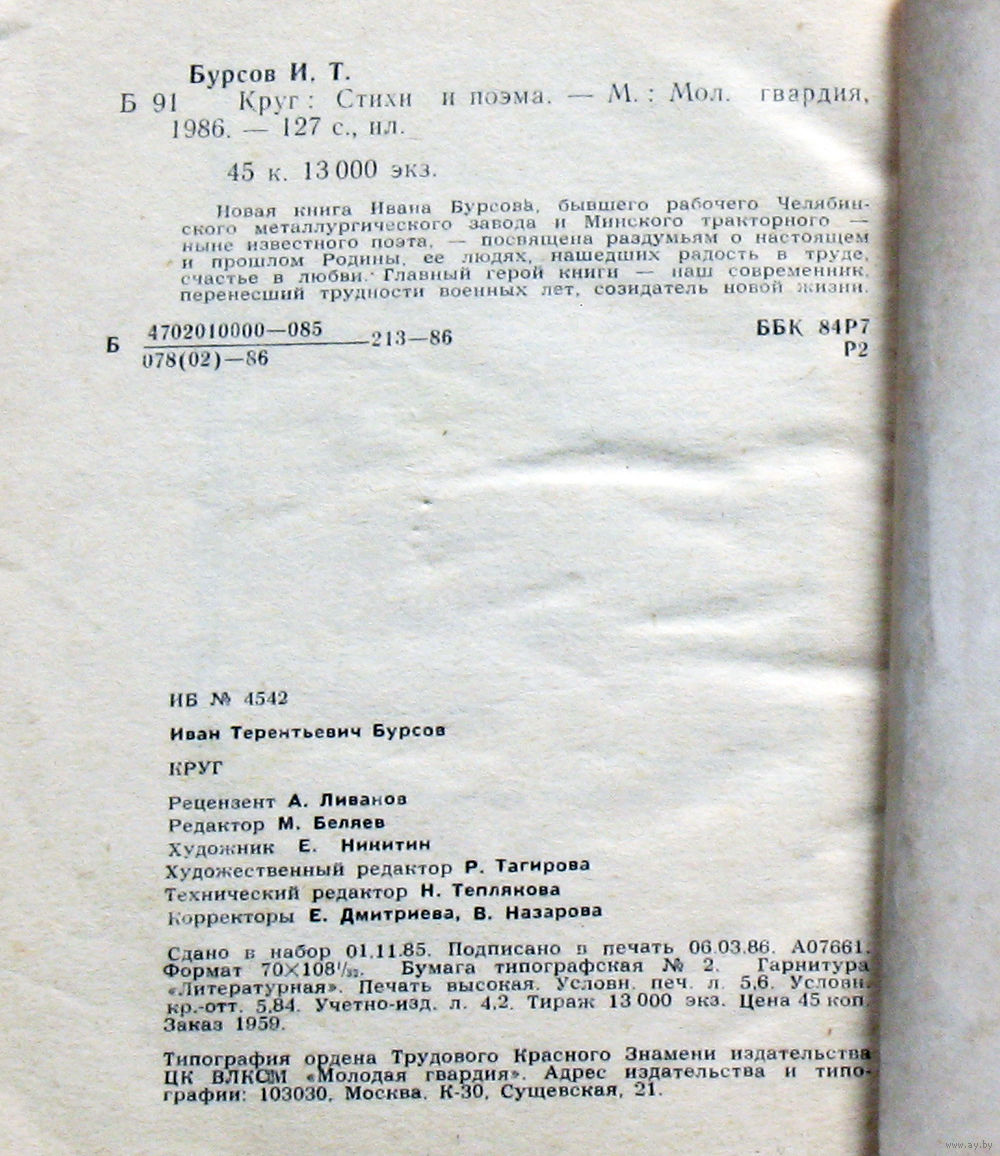 Бурсов И. Т.
Б 91 Круг: Стихи и поэма. — М.: Мол. гвардия,
1986. — 127 с., ил.
45 к. 13 000 экз.
Новая книга Ивана Бурсова, бывшего рабочего Челябин-
ского металлургического завода и Минского тракторного —
ныне известного поэта, — посвящена раздумьям о настоящем
и прошлом Родины, ее людях, нашедших радость в труде,
счастье в любви. Главный герой книги — наш современник,
перенесший трудности военных лет, созидатель новой жизни.
Б 4702010000—085
078(02)—86 213—86
ББК 84Р7
Р2
ИБ № 4542
Иван Терентьевич Бурсов
КРУГ
Рецензент А. Ливанов
Редактор М. Беляев
Художник Е. Никитин
Художественный редактор Р. Тагирова
Технический редактор Н. Теплякова
Корректоры Е. Дмитриева, В. Назарова
Сдано в набор 01.11.85. Подписано в печать 06.03.86. А07661.
Формат 70×108¹/₃₂. Бумага типографская № 2. Гарнитура
«Литературная». Печать высокая. Условн. печ. л. 5,6. Условн.
кр.-отт. 5,84. Учетно-изд. л. 4,2. Тираж 13 000 экз. Цена 45 коп.
Заказ 1959.
Типография ордена Трудового Красного Знамени издательства
ЦК ВЛКСМ «Молодая гвардия». Адрес издательства и типо-
графии: 103030, Москва, К-30, Сущевская, 21.
www.ay.by